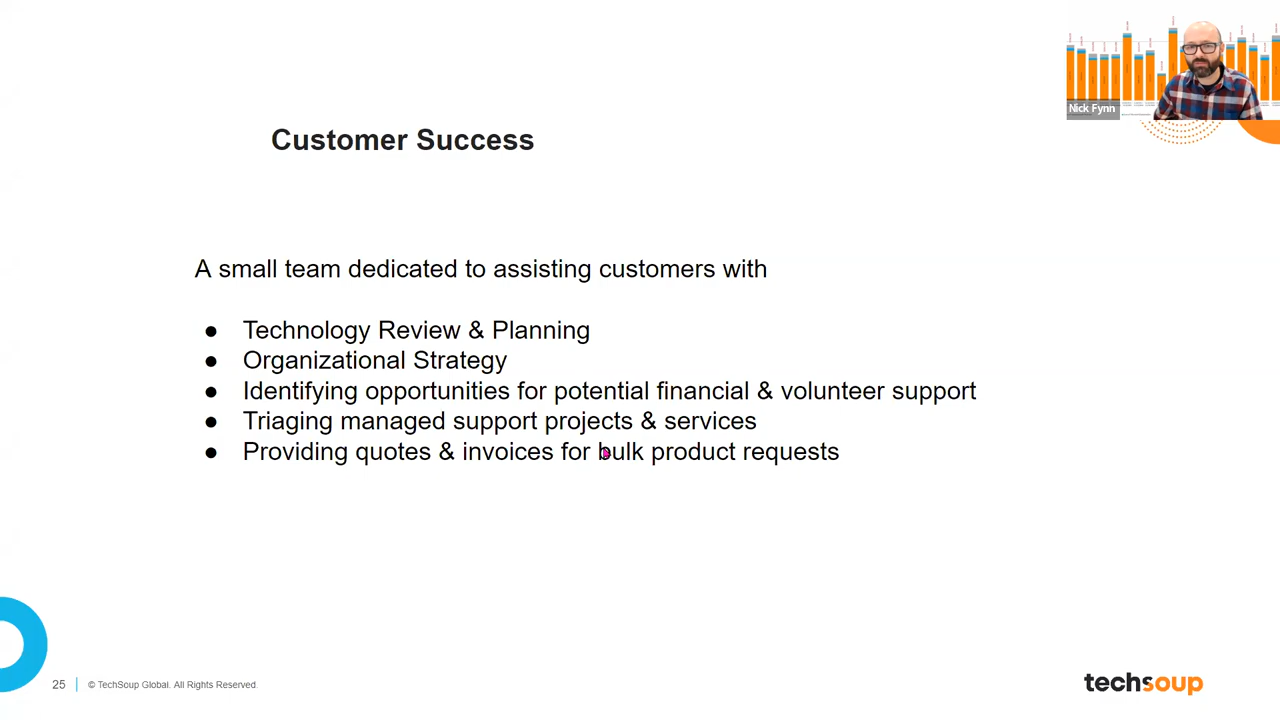 Nick Fynn
Customer Success
A small team dedicated to assisting customers with
● Technology Review & Planning
● Organizational Strategy
● Identifying opportunities for potential financial & volunteer support
● Triaging managed support projects & services
● Providing quotes & invoices for bulk product requests
25
© TechSoup Global. All Rights Reserved.
techsoup